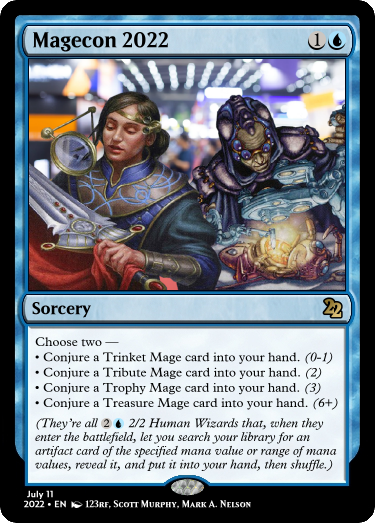 Magecon 2022 1
Sorcery 22
Choose two —
• Conjure a Trinket Mage card into your hand. (0-1)
• Conjure a Tribute Mage card into your hand. (2)
• Conjure a Trophy Mage card into your hand. (3)
• Conjure a Treasure Mage card into your hand. (6+)
(They're all 2 2/2 Human Wizards that, when they
enter the battlefield, let you search your library for an
artifact card of the specified mana value or range of mana
values, reveal it, and put it into your hand, then shuffle.)
July 11
2022 • EN 123RF, SCOTT MURPHY, MARK A. NELSON